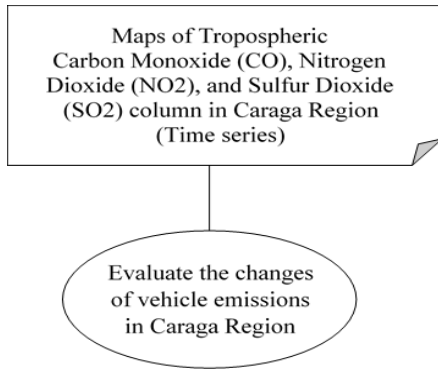 Maps of Tropospheric
Carbon Monoxide (CO), Nitrogen
Dioxide (NO2), and Sulfur Dioxide
(SO2) column in Caraga Region
(Time series)
Evaluate the changes
of vehicle emissions
in Caraga Region